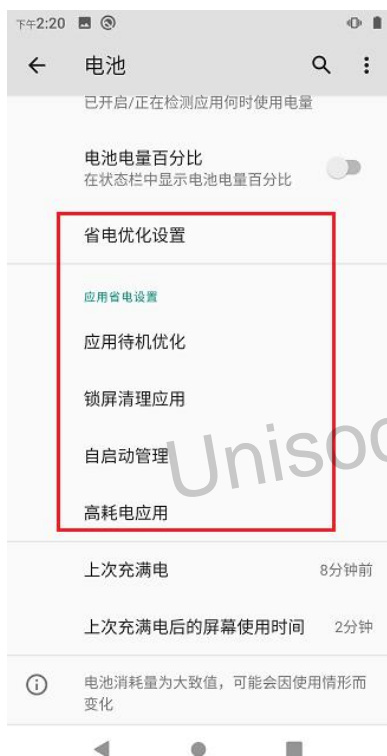 下午2:20
电池
已开启/正在检测应用何时使用电量
电池电量百分比
在状态栏中显示电池电量百分比
省电优化设置
应用省电设置
应用待机优化
锁屏清理应用
自启动管理
高耗电应用
Unisoc
上次充满电 8分钟前
上次充满电后的屏幕使用时间 2分钟
电池消耗量为大致值，可能会因使用情形而
变化